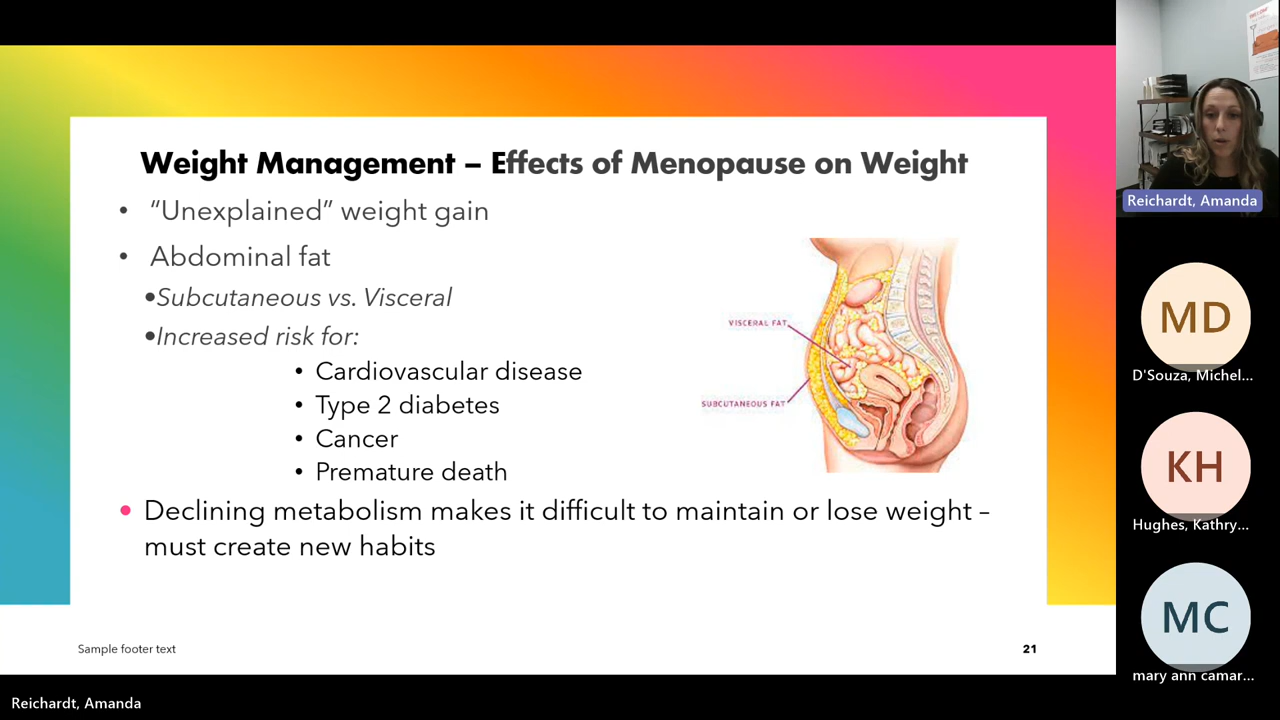 Weight Management – Effects of Menopause on Weight
• “Unexplained” weight gain
• Abdominal fat
•Subcutaneous vs. Visceral
•Increased risk for:
• Cardiovascular disease
• Type 2 diabetes
• Cancer
• Premature death
• Declining metabolism makes it difficult to maintain or lose weight –
must create new habits
VISCERAL FAT
SUBCUTANEOUS FAT
Sample footer text
21
Reichardt, Amanda
Reichardt, Amanda
MD
D'Souza, Michel...
KH
Hughes, Kathry...
MC
mary ann camar...